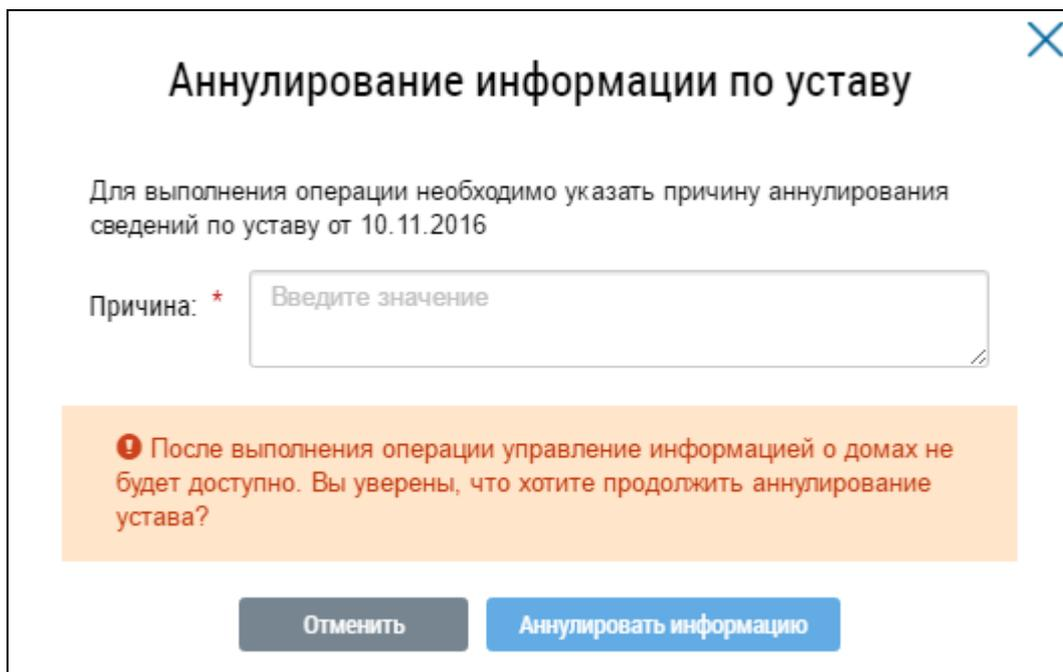 Аннулирование информации по уставу
Для выполнения операции необходимо указать причину аннулирования
сведений по уставу от 10.11.2016
Причина: * Введите значение
После выполнения операции управление информацией о домах не
будет доступно. Вы уверены, что хотите продолжить аннулирование
устава?
Отменить Аннулировать информацию